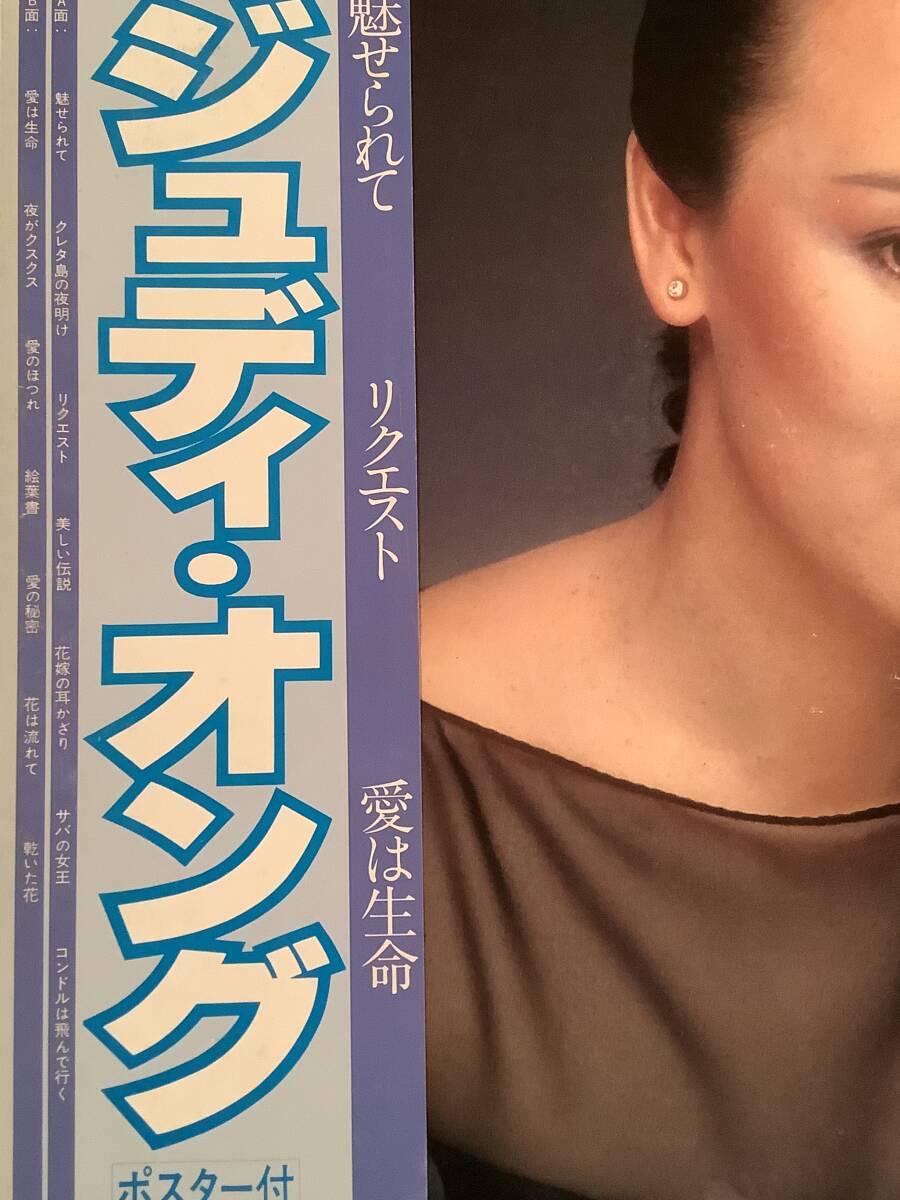 魅せられて リクエスト 愛は生命
ジュディ・オング
ポスター付
A面: 魅せられて クレタ島の夜明け リクエスト 美しい伝説 花嫁の耳かざり サバの女王 コンドルは飛んで行く
B面: 愛は生命 夜がクスクス 愛のほつれ 絵葉書 愛の秘密 花は流れて 乾いた花